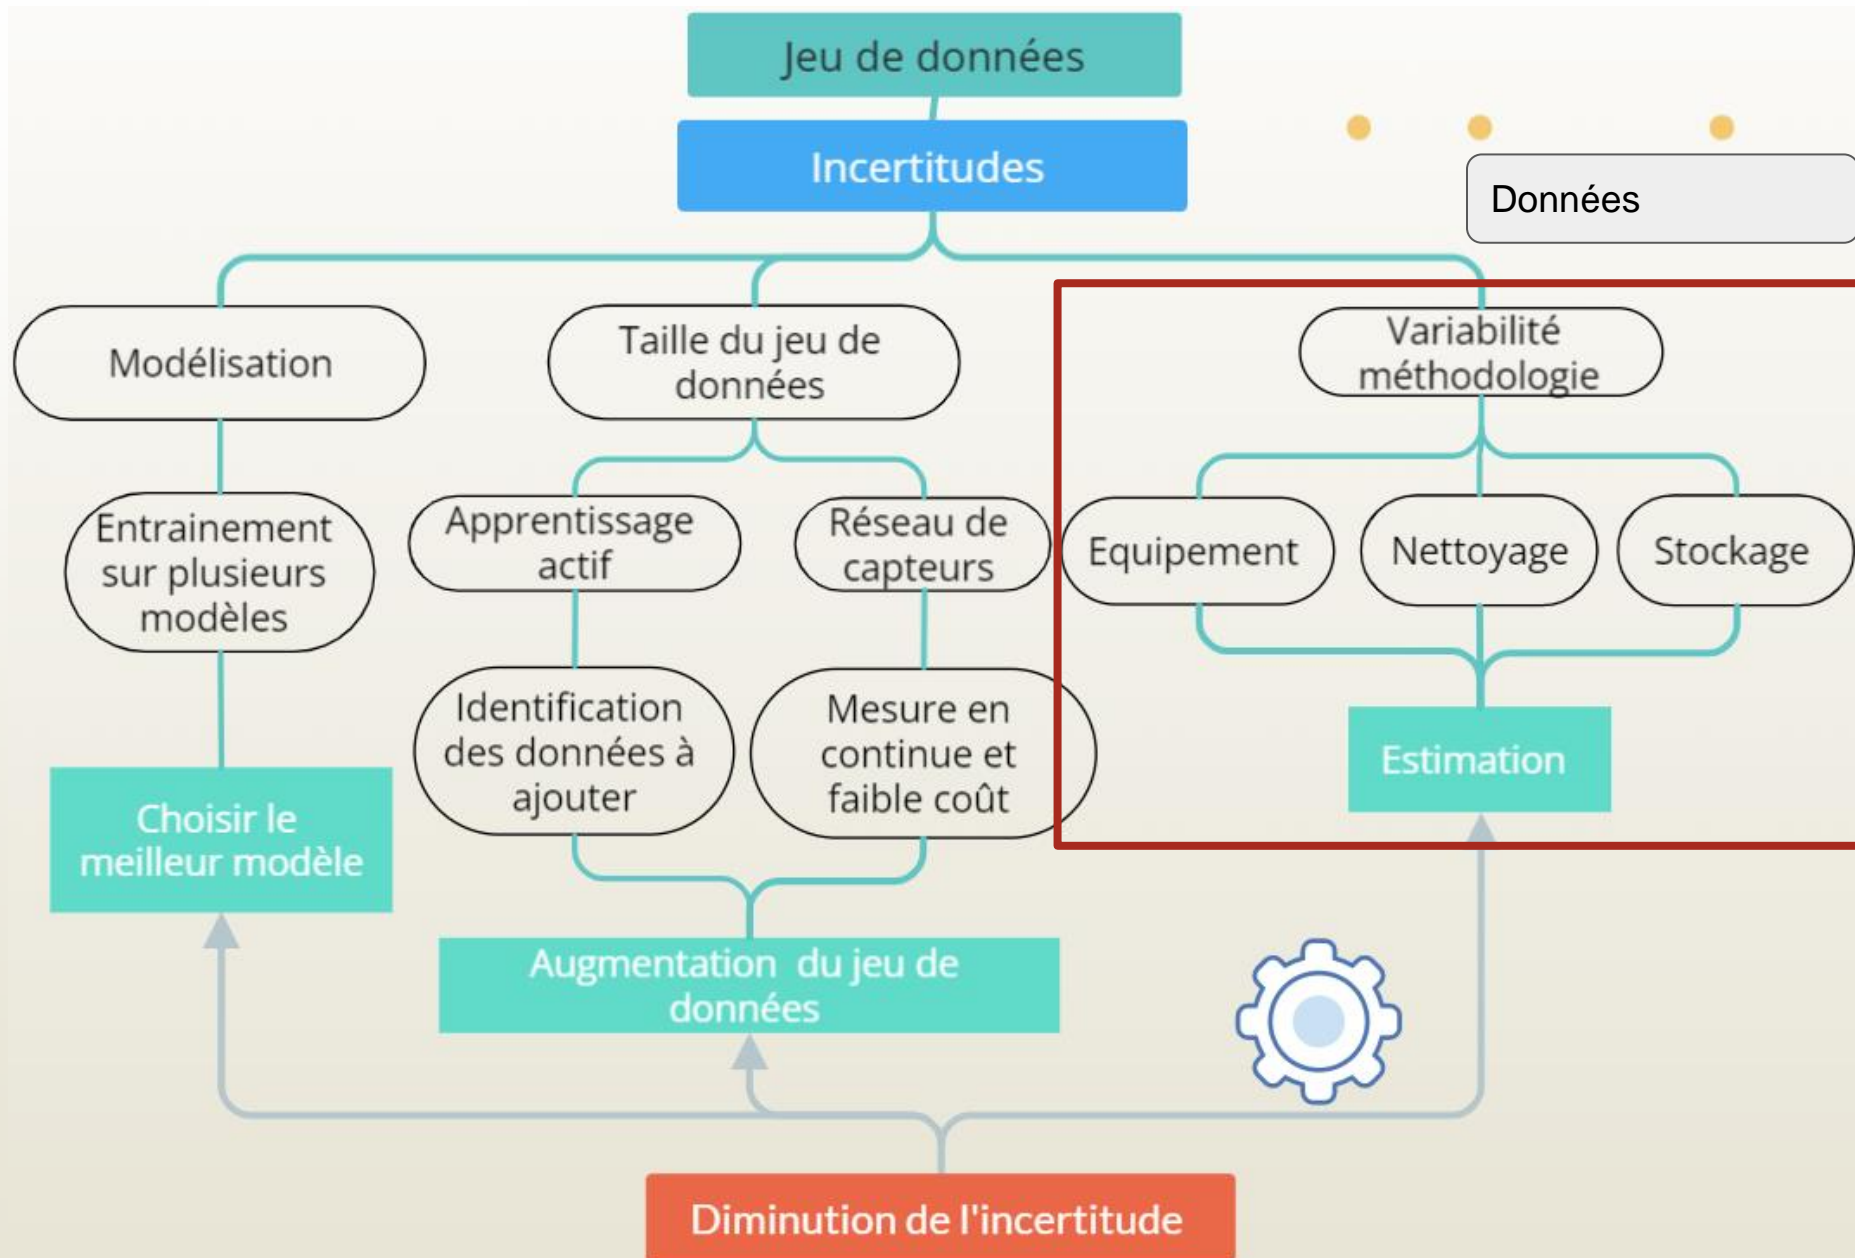 Jeu de données
Incertitudes
Données
Modélisation
Taille du jeu de
données
Variabilité
méthodologie
Entrainement
sur plusieurs
modèles
Apprentissage
actif
Réseau de
capteurs
Equipement
Nettoyage
Stockage
Identification
des données à
ajouter
Mesure en
continue et
faible coût
Estimation
Choisir le
meilleur modèle
Augmentation du jeu de
données
Diminution de l'incertitude